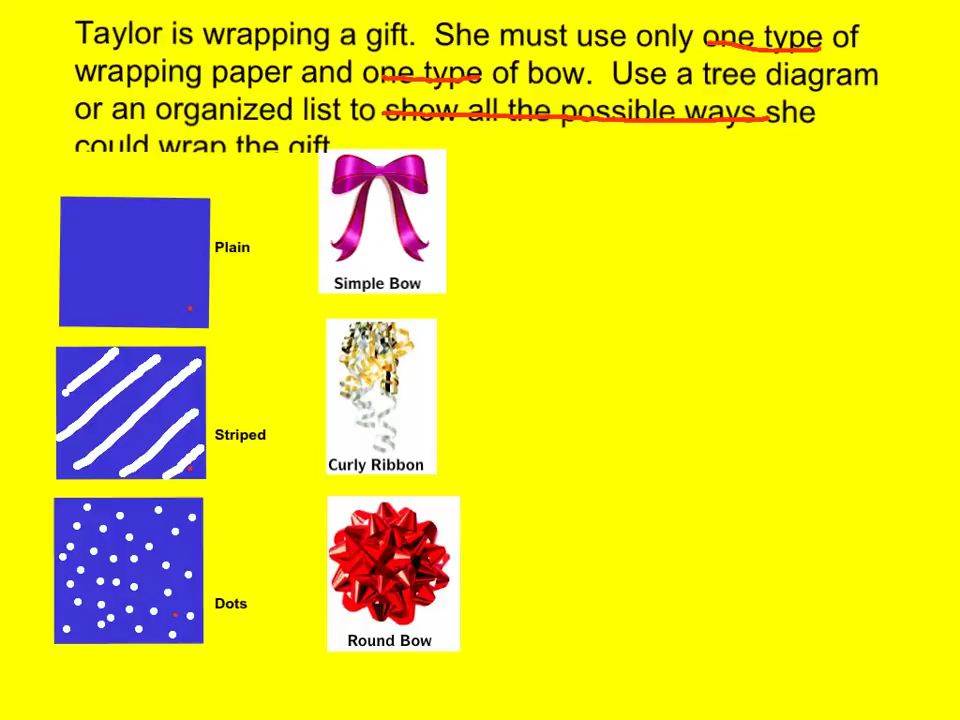 Taylor is wrapping a gift. She must use only one type of
wrapping paper and one type of bow. Use a tree diagram
or an organized list to show all the possible ways she
could wrap the gift
Plain
Simple Bow
Striped
Curly Ribbon
Dots
Round Bow